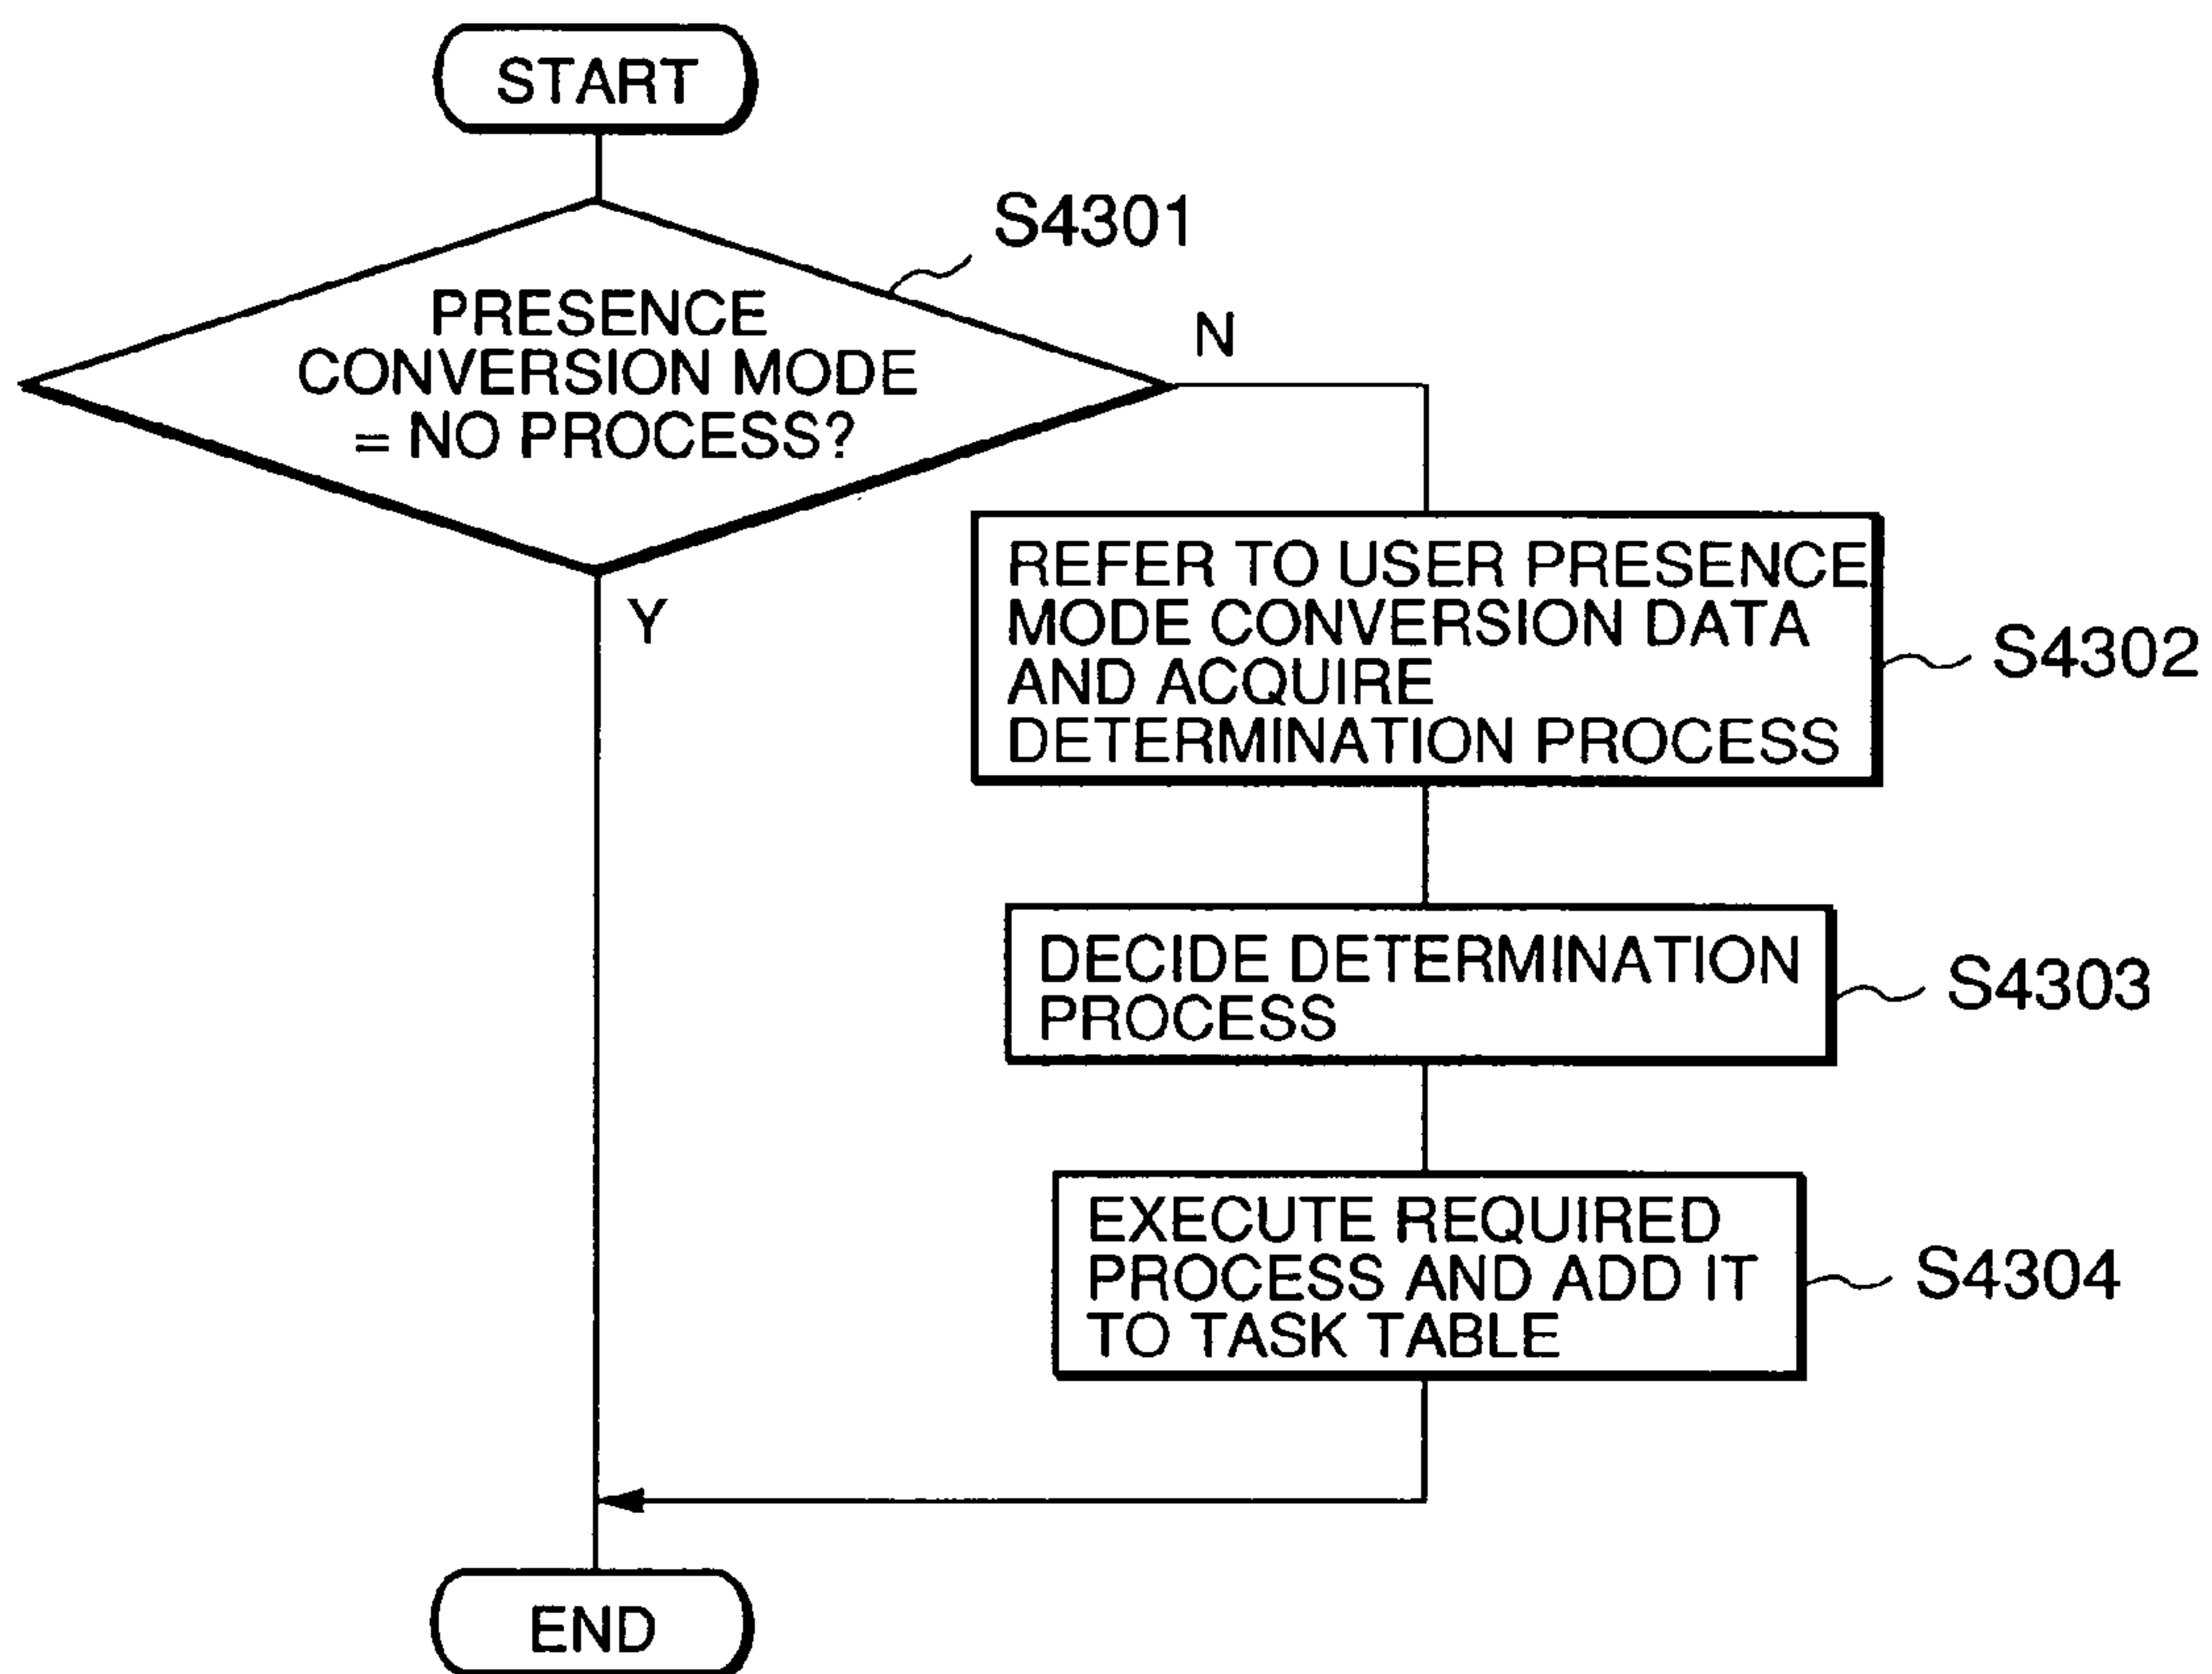 START
S4301
PRESENCE
CONVERSION MODE
= NO PROCESS?
N
Y
REFER TO USER PRESENCE
MODE CONVERSION DATA
AND ACQUIRE
DETERMINATION PROCESS
S4302
DECIDE DETERMINATION
PROCESS
S4303
EXECUTE REQUIRED
PROCESS AND ADD IT
TO TASK TABLE
S4304
END